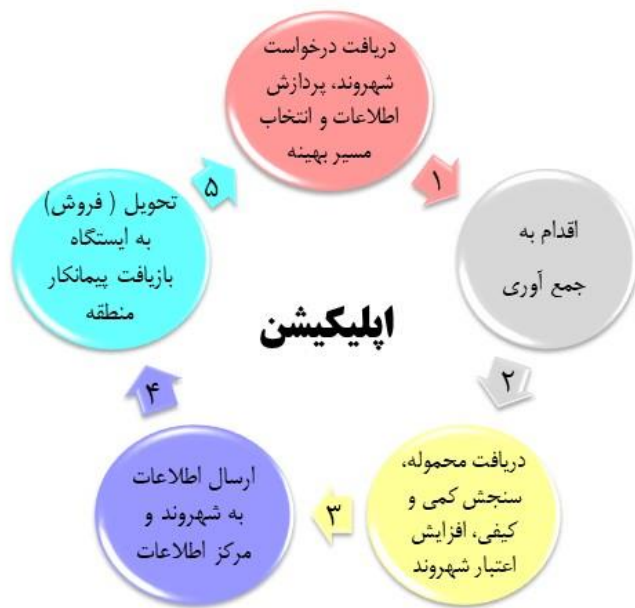 دریافت درخواست
شهروند، پردازش
اطلاعات و انتخاب
مسیر بهینه
۱
اقدام به
جمع آوری
۲
دریافت محموله،
سنجش کمی و
کیفی، افزایش
اعتبار شهروند
۳
ارسال اطلاعات
به شهروند و
مرکز اطلاعات
۴
تحویل ( فروش)
به ایستگاه
بازیافت پیمانکار
منطقه
۵
اپلیکیشن